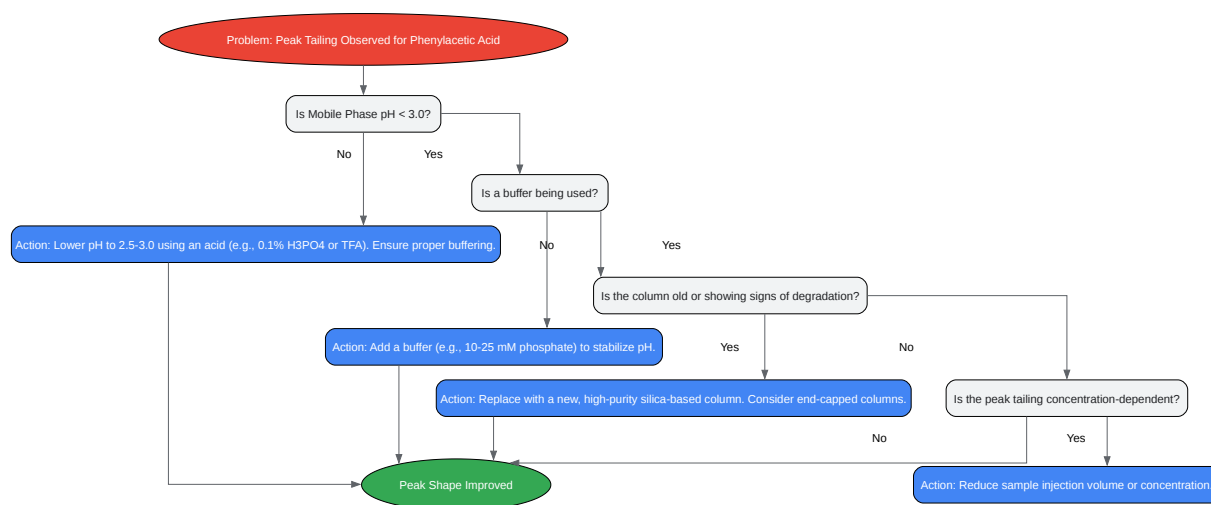 Problem: Peak Tailing Observed for Phenylacetic Acid
Is Mobile Phase pH < 3.0?
No
Yes
Is a buffer being used?
Action: Lower pH to 2.5-3.0 using an acid (e.g., 0.1% H3PO4 or TFA). Ensure proper buffering.
No
Yes
Is the column old or showing signs of degradation?
Action: Add a buffer (e.g., 10-25 mM phosphate) to stabilize pH.
Yes
No
Action: Replace with a new, high-purity silica-based column. Consider end-capped columns.
Is the peak tailing concentration-dependent?
No
Yes
Peak Shape Improved
Action: Reduce sample injection volume or concentration.